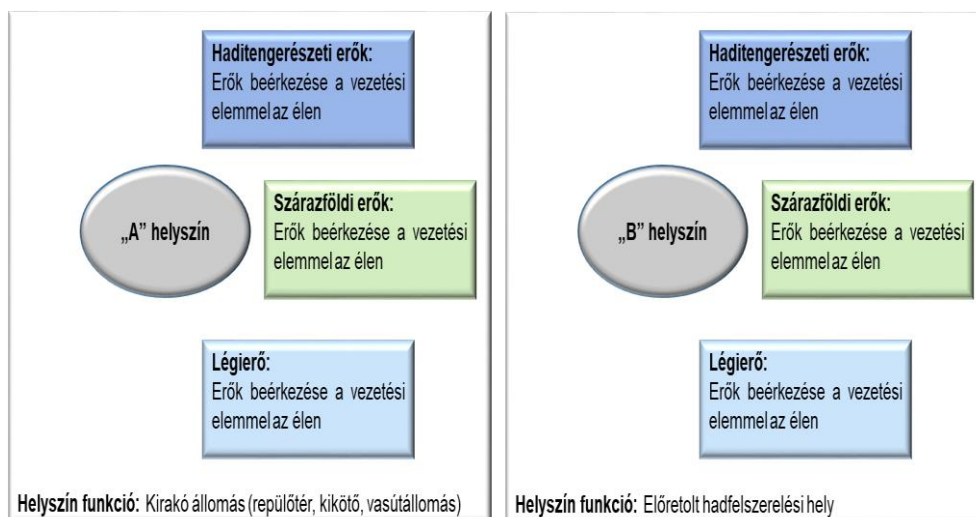 Haditengerészeti erők:
Erők beérkezése a vezetési
elemmel az élen
„A” helyszín
Szárazföldi erők:
Erők beérkezése a vezetési
elemmel az élen
Légierő:
Erők beérkezése a vezetési
elemmel az élen
Helyszín funkció: Kirakó állomás (repülőtér, kikötő, vasútállomás)
Haditengerészeti erők:
Erők beérkezése a vezetési
elemmel az élen
„B” helyszín
Szárazföldi erők:
Erők beérkezése a vezetési
elemmel az élen
Légierő:
Erők beérkezése a vezetési
elemmel az élen
Helyszín funkció: Előretolt hadfelszerelési hely